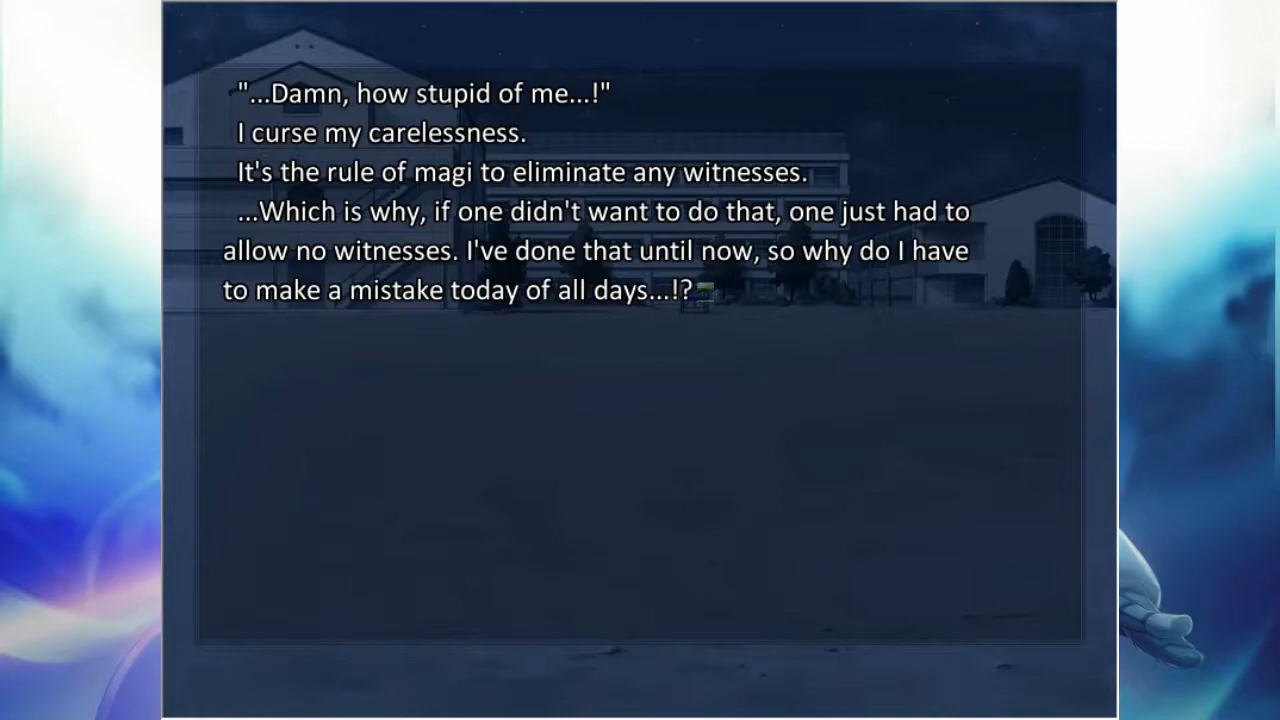 "...Damn, how stupid of me...!"
I curse my carelessness.
It's the rule of magi to eliminate any witnesses.
...Which is why, if one didn't want to do that, one just had to
allow no witnesses. I've done that until now, so why do I have
to make a mistake today of all days...!?